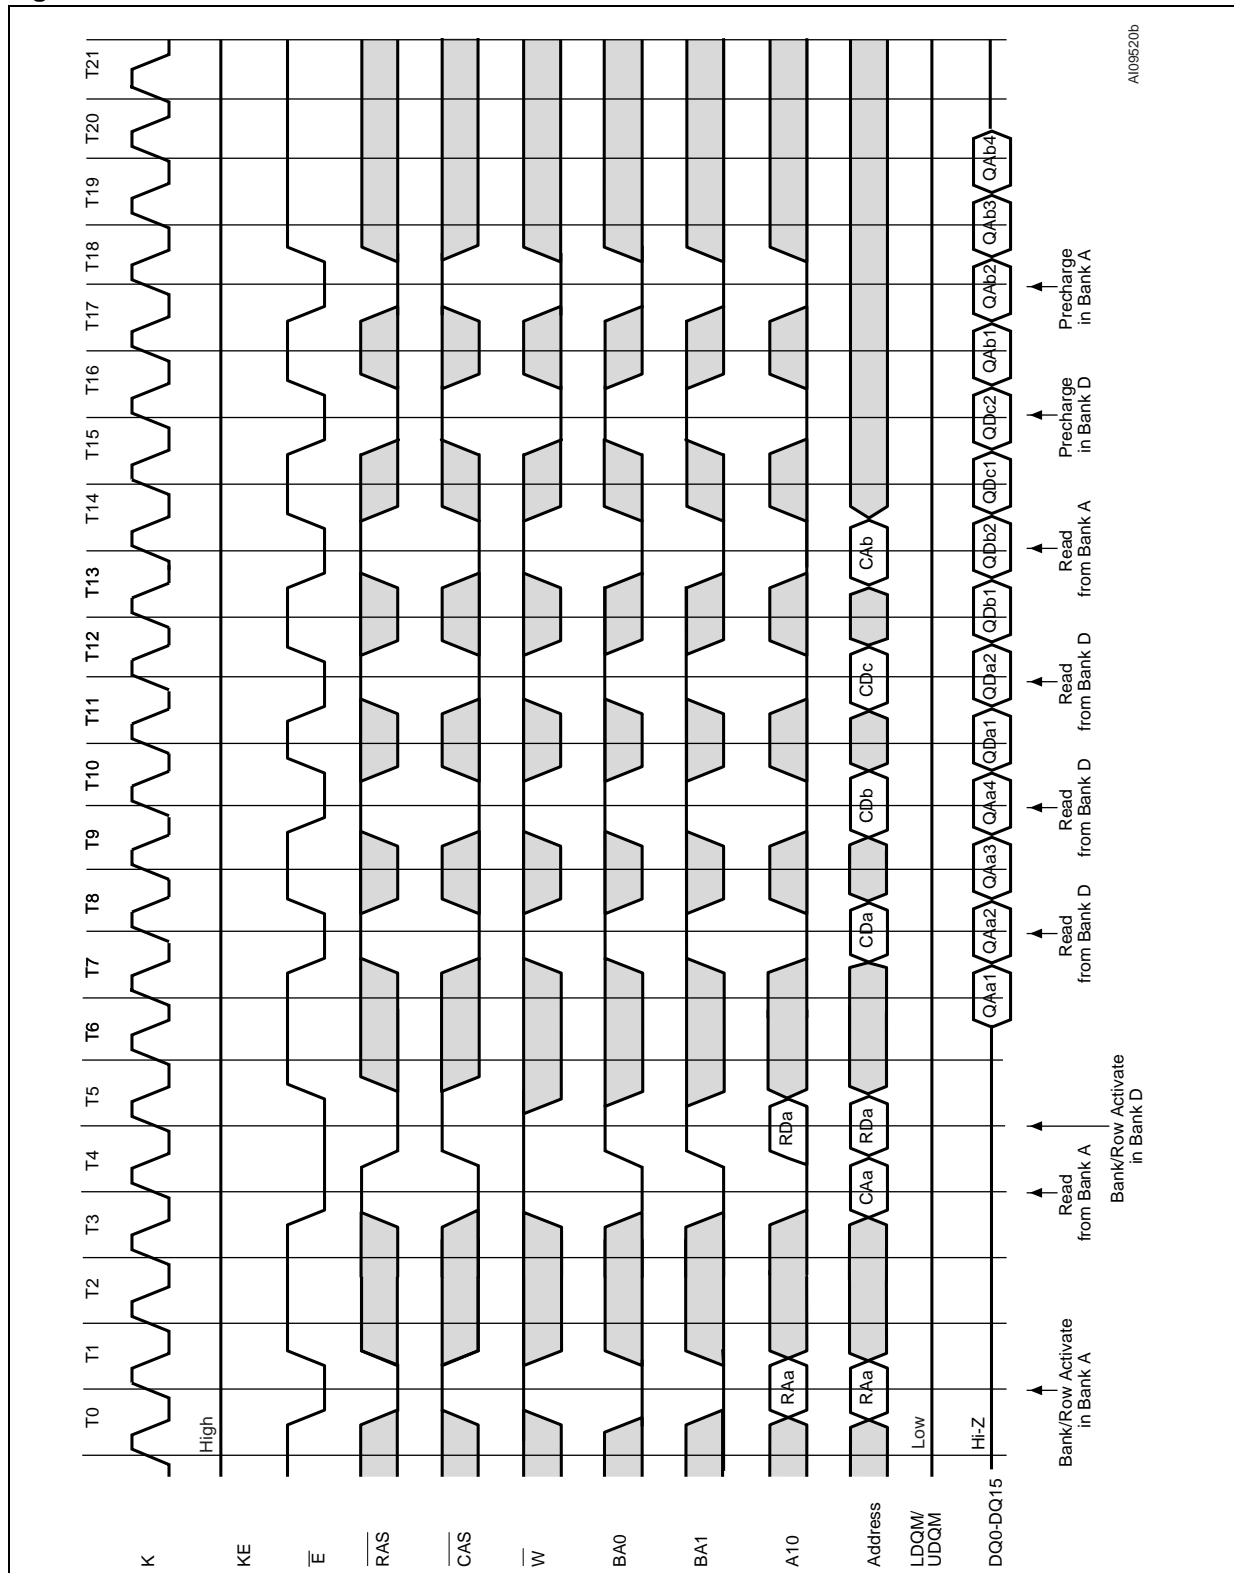 T0 T1 T2 T3 T4 T5 T6 T7 T8 T9 T10 T11 T12 T13 T14 T15 T16 T17 T18 T19 T20 T21
K
KE High
E
RAS
CAS
W
BA0
BA1
A10 RAa RDa
Address RAa CAa RDa CDa CDb CDc CAb
LDQM/
UDQM
Low
DQ0-DQ15 Hi-Z QAa1 QAa2 QAa3 QAa4 QDa1 QDa2 QDb1 QDb2 QDc1 QDc2 QAb1 QAb2 QAb3 QAb4
Bank/Row Activate
in Bank A
Read
from Bank A
Bank/Row Activate
in Bank D
Read
from Bank D
Read
from Bank D
Read
from Bank D
Read
from Bank A
Precharge
in Bank D
Precharge
in Bank A
AI09520b